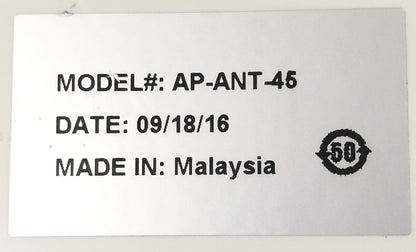 MODEL#: AP-ANT-45
DATE: 09/18/16
MADE IN: Malaysia
50